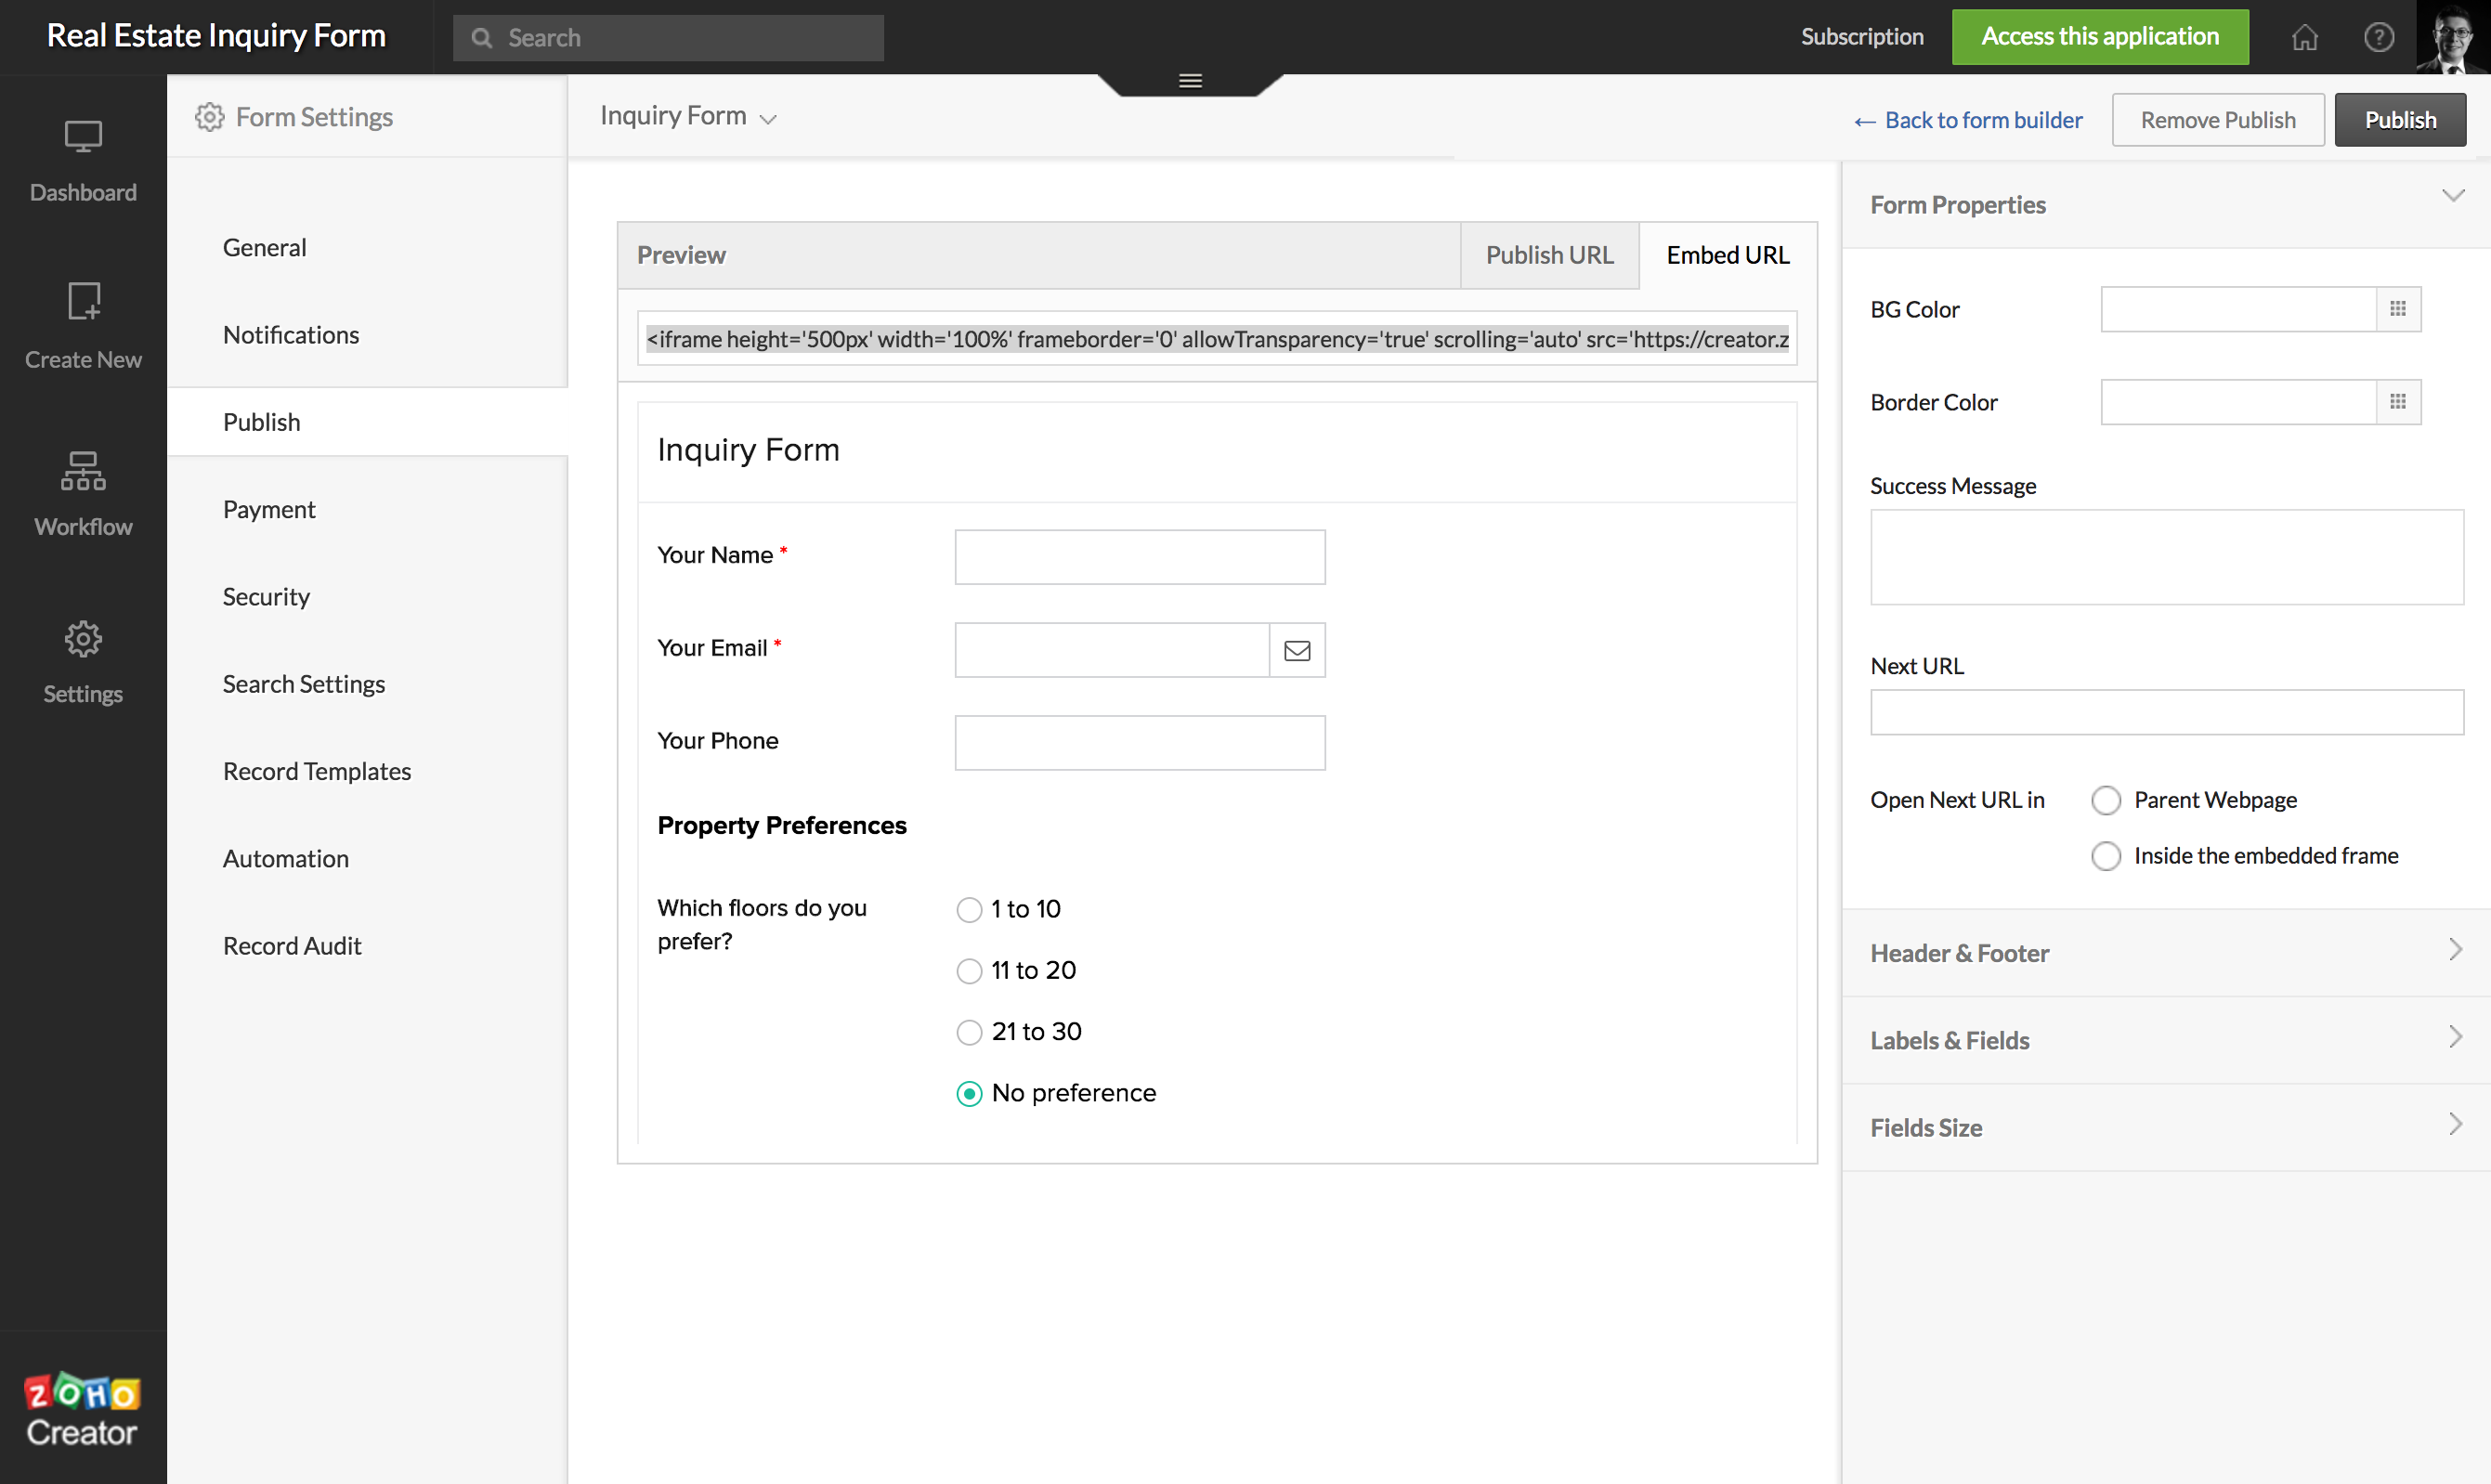 Real Estate Inquiry Form
Search
Subscription
Access this application
?
Dashboard
Create New
Workflow
Settings
ZOHO
Creator
Form Settings
General
Notifications
Publish
Payment
Security
Search Settings
Record Templates
Automation
Record Audit
Inquiry Form
← Back to form builder
Remove Publish
Publish
Preview
Publish URL
Embed URL
<iframe height='500px' width='100%' frameborder='0' allowTransparency='true' scrolling='auto' src='https://creator.z
Inquiry Form
Your Name *
Your Email *
Your Phone
Property Preferences
Which floors do you
prefer?
1 to 10
11 to 20
21 to 30
No preference
Form Properties
BG Color
Border Color
Success Message
Next URL
Open Next URL in
Parent Webpage
Inside the embedded frame
Header & Footer
Labels & Fields
Fields Size